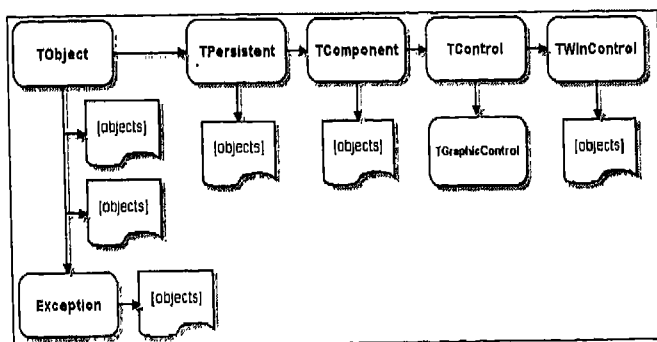 TObject
TPersistent
TComponent
TControl
TWinControl
[objects]
[objects]
[objects]
TGraphicControl
[objects]
[objects]
[objects]
Exception
[objects]